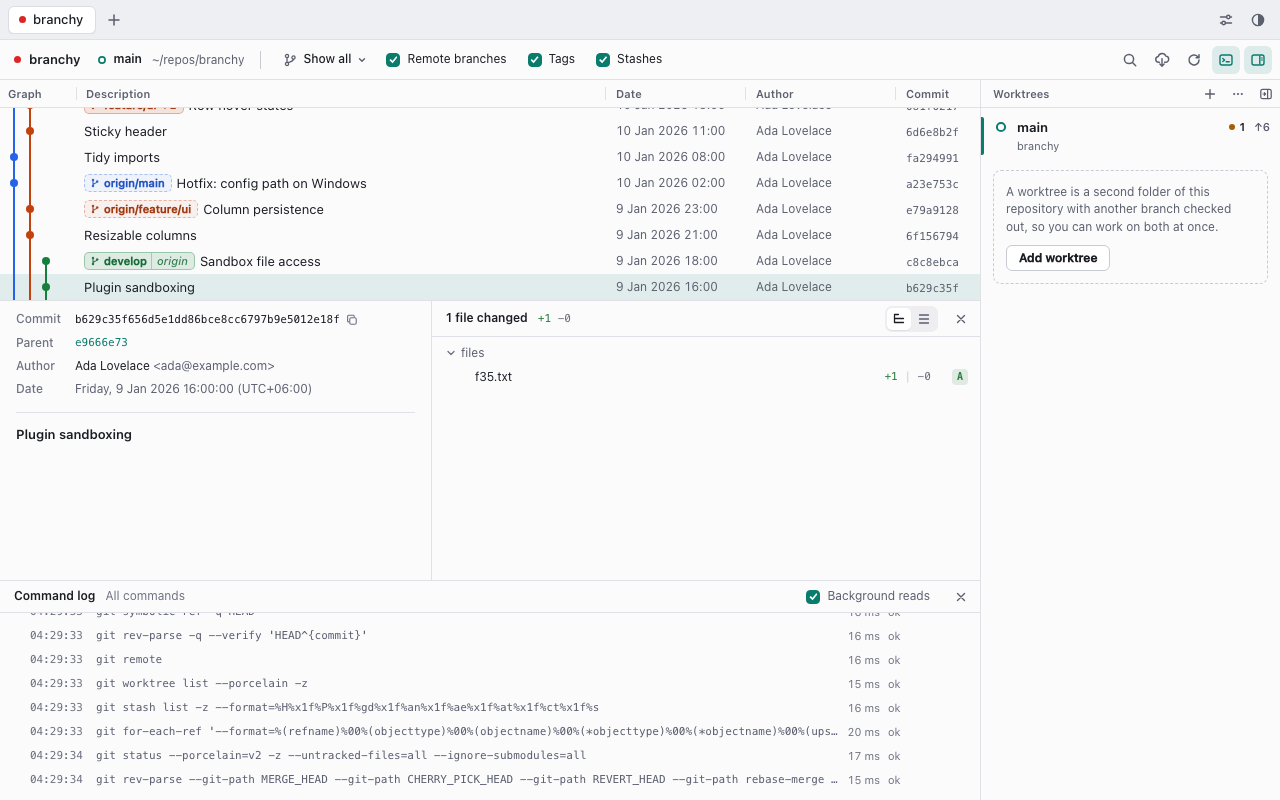 branchy
branchy main ~/repos/branchy Show all Remote branches Tags Stashes
Graph Description Date Author Commit Worktrees
Sticky header 10 Jan 2026 11:00 Ada Lovelace 6d6e8b2f
Tidy imports 10 Jan 2026 08:00 Ada Lovelace fa294991
origin/main Hotfix: config path on Windows 10 Jan 2026 02:00 Ada Lovelace a23e753c
origin/feature/ui Column persistence 9 Jan 2026 23:00 Ada Lovelace e79a9128
Resizable columns 9 Jan 2026 21:00 Ada Lovelace 6f156794
develop origin Sandbox file access 9 Jan 2026 18:00 Ada Lovelace c8c8ebca
Plugin sandboxing 9 Jan 2026 16:00 Ada Lovelace b629c35f
main 1 ↑6
branchy
A worktree is a second folder of this
repository with another branch checked
out, so you can work on both at once.
Add worktree
Commit b629c35f656d5e1dd86bce8cc6797b9e5012e18f
Parent e9666e73
Author Ada Lovelace <ada@example.com>
Date Friday, 9 Jan 2026 16:00:00 (UTC+06:00)
Plugin sandboxing
1 file changed +1 −0
files
f35.txt +1 | −0 A
Command log All commands Background reads
04:29:33 git rev-parse -q --verify 'HEAD^{commit}' 16 ms ok
04:29:33 git remote 16 ms ok
04:29:33 git worktree list --porcelain -z 15 ms ok
04:29:33 git stash list -z --format=%H%x1f%P%x1f%gd%x1f%an%x1f%ae%x1f%at%x1f%ct%x1f%s 16 ms ok
04:29:33 git for-each-ref '--format=%(refname)%00%(objecttype)%00%(objectname)%00%(*objecttype)%00%(*objectname)%00%(ups… 20 ms ok
04:29:34 git status --porcelain=v2 -z --untracked-files=all --ignore-submodules=all 17 ms ok
04:29:34 git rev-parse --git-path MERGE_HEAD --git-path CHERRY_PICK_HEAD --git-path REVERT_HEAD --git-path rebase-merge … 15 ms ok